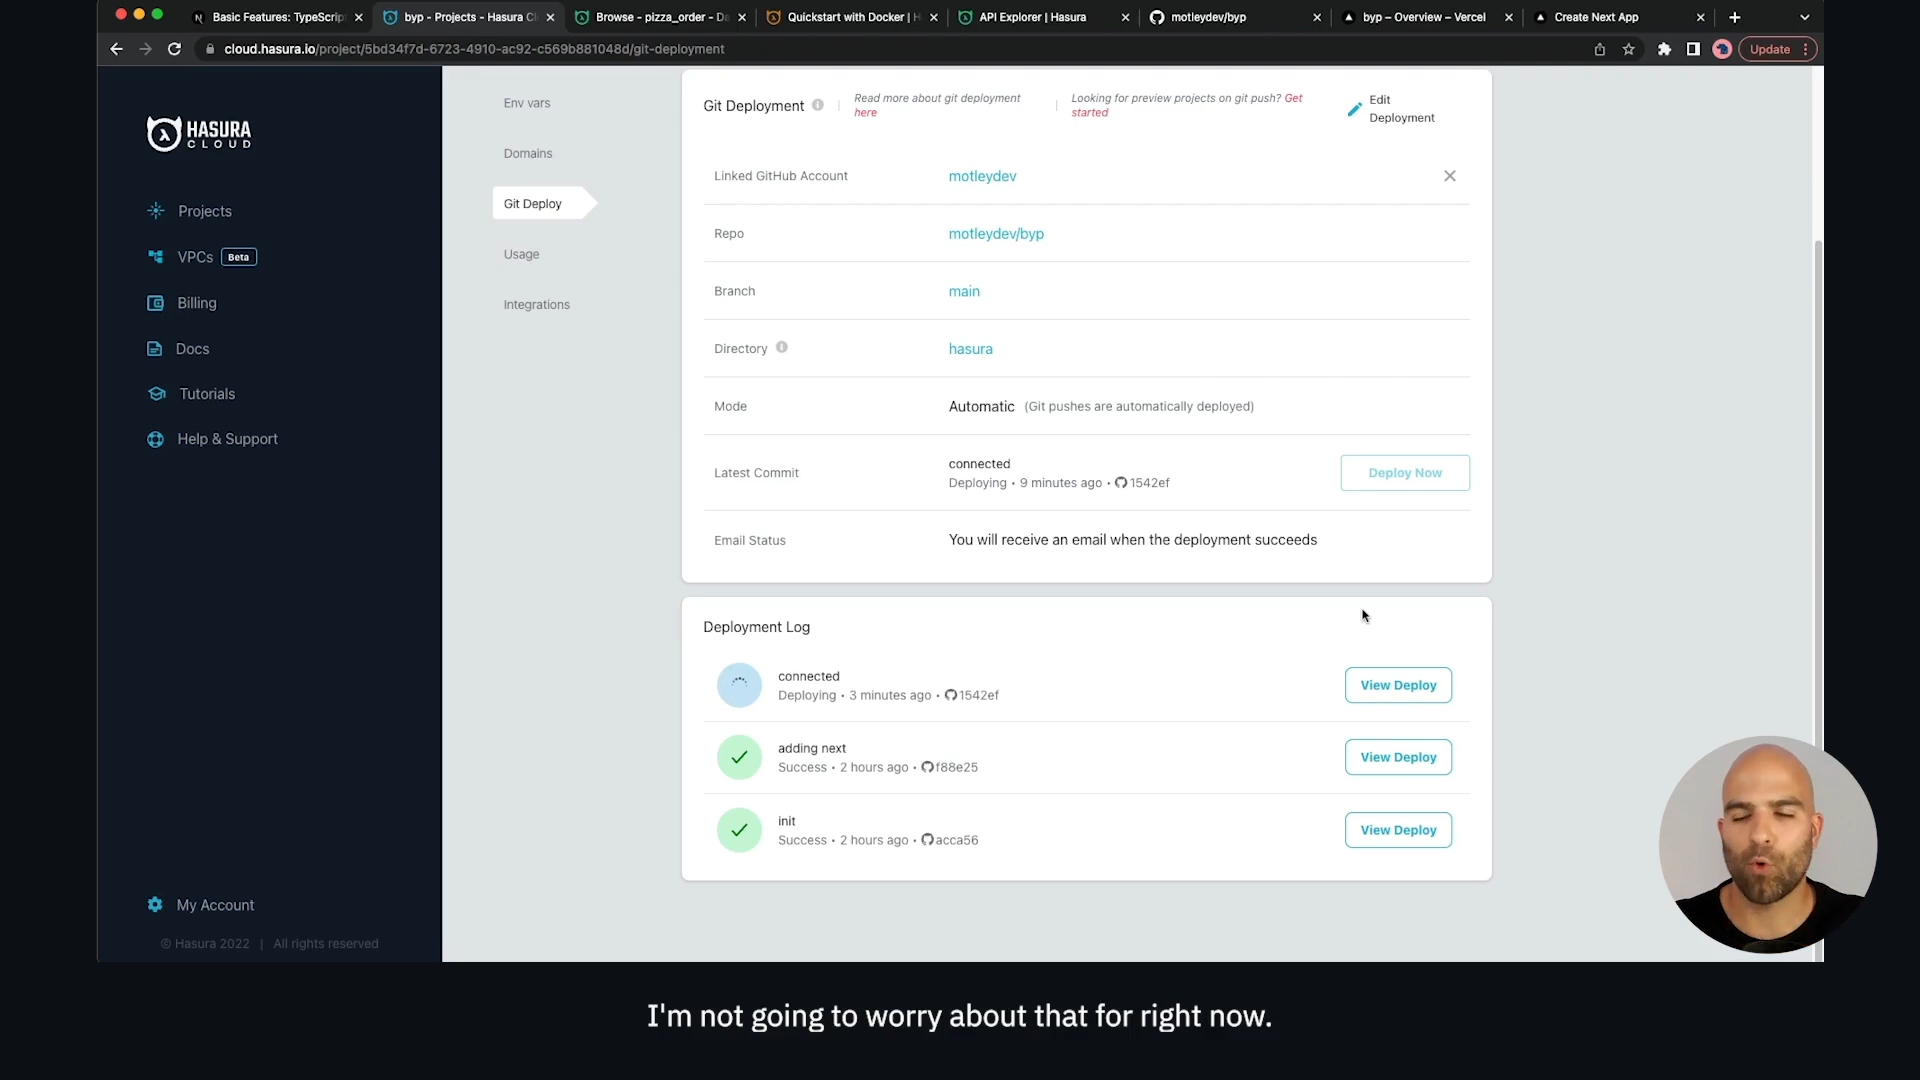 Basic Features: TypeScript
byp - Projects - Hasura Cl
Browse - pizza_order - Da
Quickstart with Docker | H
API Explorer | Hasura
motleydev/byp
byp – Overview – Vercel
Create Next App
cloud.hasura.io/project/5bd34f7d-6723-4910-ac92-c569b881048d/git-deployment
Update
HASURA
CLOUD
Projects
VPCs Beta
Billing
Docs
Tutorials
Help & Support
My Account
© Hasura 2022 | All rights reserved
Env vars
Domains
Git Deploy
Usage
Integrations
Git Deployment
Read more about git deployment
here
Looking for preview projects on git push? Get
started
Edit
Deployment
Linked GitHub Account motleydev
Repo motleydev/byp
Branch main
Directory hasura
Mode Automatic (Git pushes are automatically deployed)
Latest Commit
connected
Deploying • 9 minutes ago • 1542ef
Deploy Now
Email Status You will receive an email when the deployment succeeds
Deployment Log
connected
Deploying • 3 minutes ago • 1542ef
View Deploy
adding next
Success • 2 hours ago • f88e25
View Deploy
init
Success • 2 hours ago • acca56
View Deploy
I'm not going to worry about that for right now.